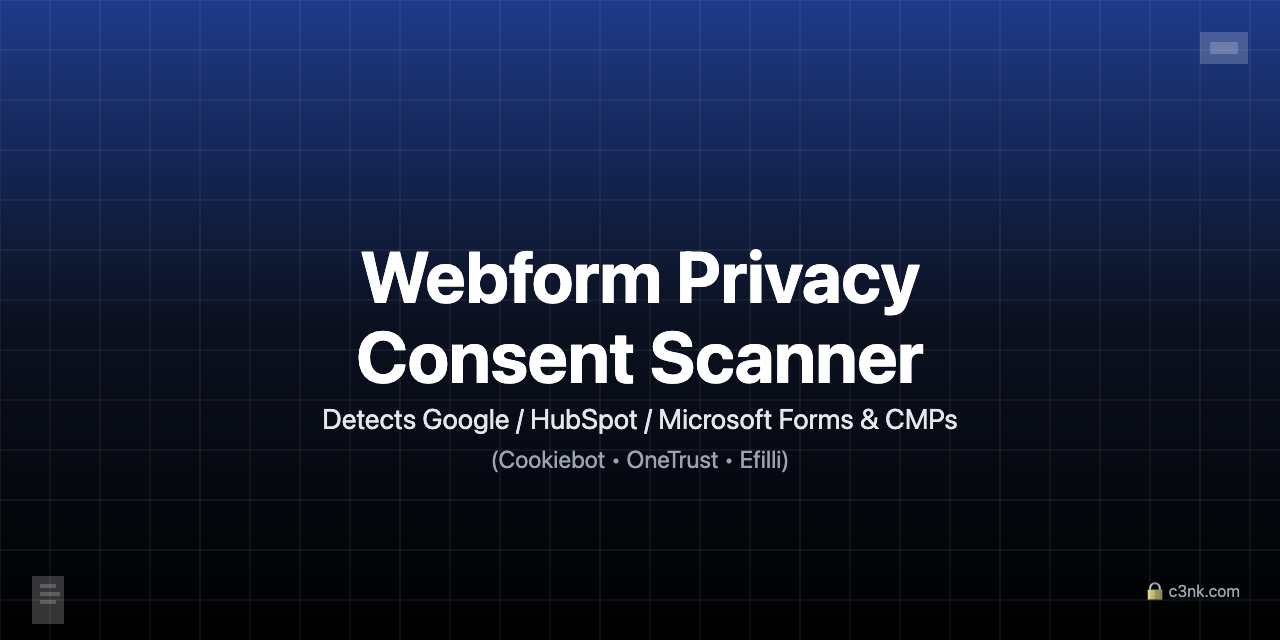 Webform Privacy
Consent Scanner
Detects Google / HubSpot / Microsoft Forms & CMPs
(Cookiebot • OneTrust • Efilli)
🔒 c3nk.com